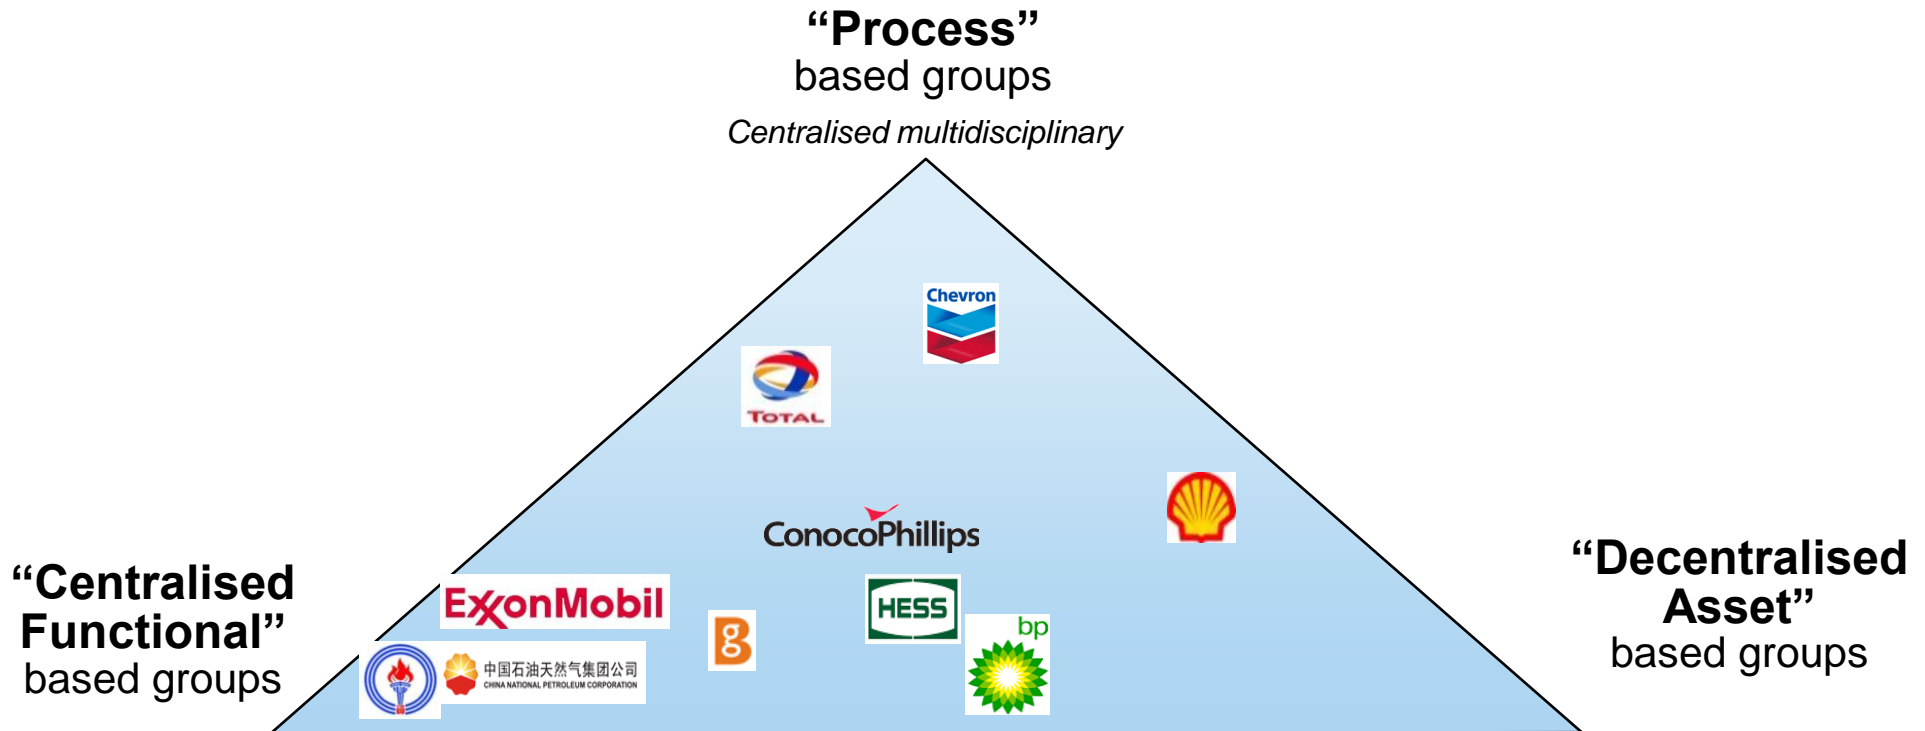 “Process”
based groups
Centralised multidisciplinary
Chevron
TOTAL
ConocoPhillips
“Centralised
Functional”
based groups
ExxonMobil
BG
HESS
bp
中国石油天然气集团公司
CHINA NATIONAL PETROLEUM CORPORATION
“Decentralised
Asset”
based groups